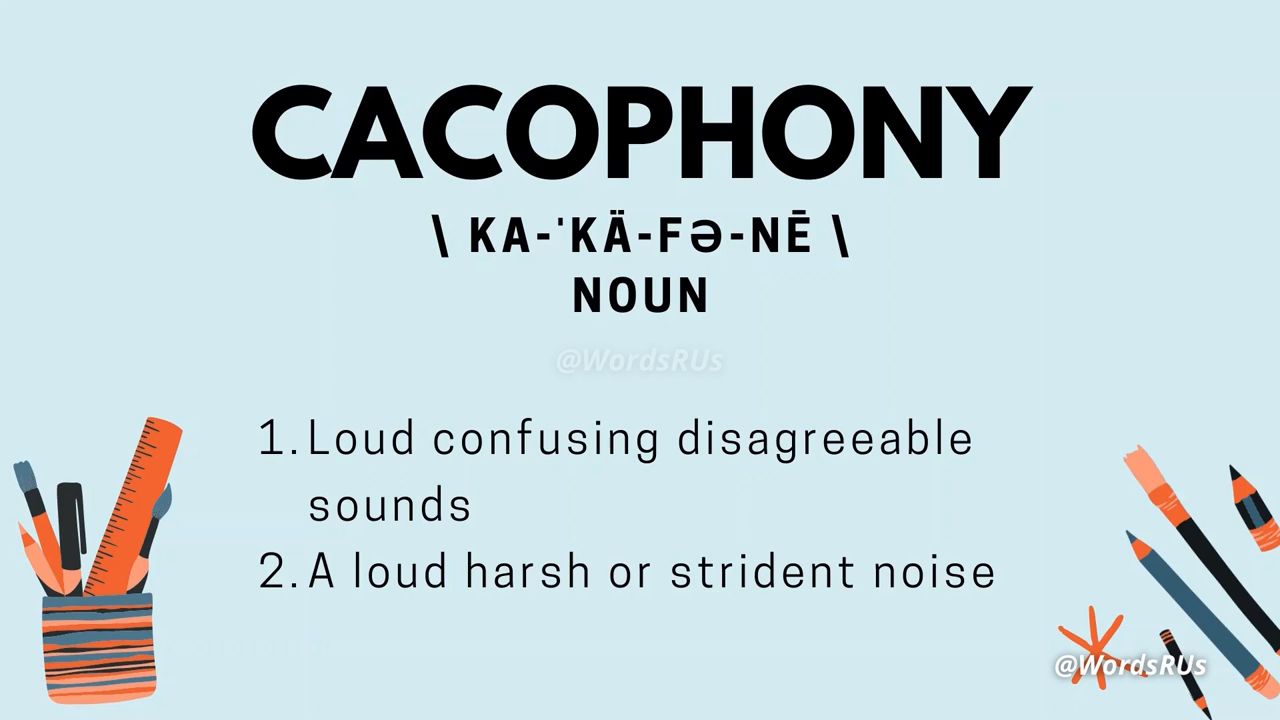 CACOPHONY
\ KA-ˈKÄ-FƏ-NĒ \
NOUN
@WordsRUs
1. Loud confusing disagreeable
sounds
2. A loud harsh or strident noise
@WordsRUs